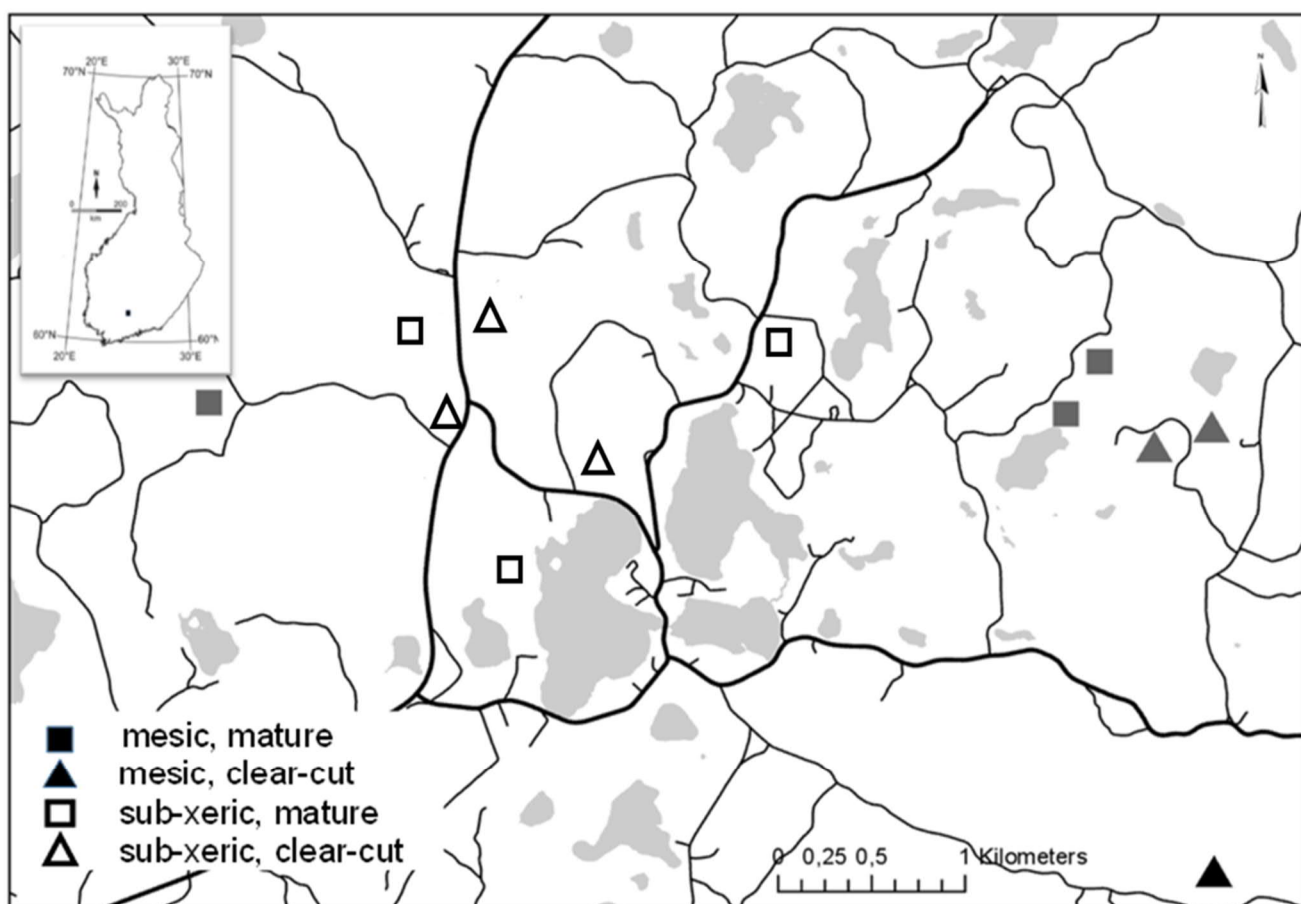 20°E 30°E
70°N 70°N
N
N
0 200
km
60°N 60°N
20°E 30°E
mesic, mature
mesic, clear-cut
sub-xeric, mature
sub-xeric, clear-cut
0 0,25 0,5 1 Kilometers